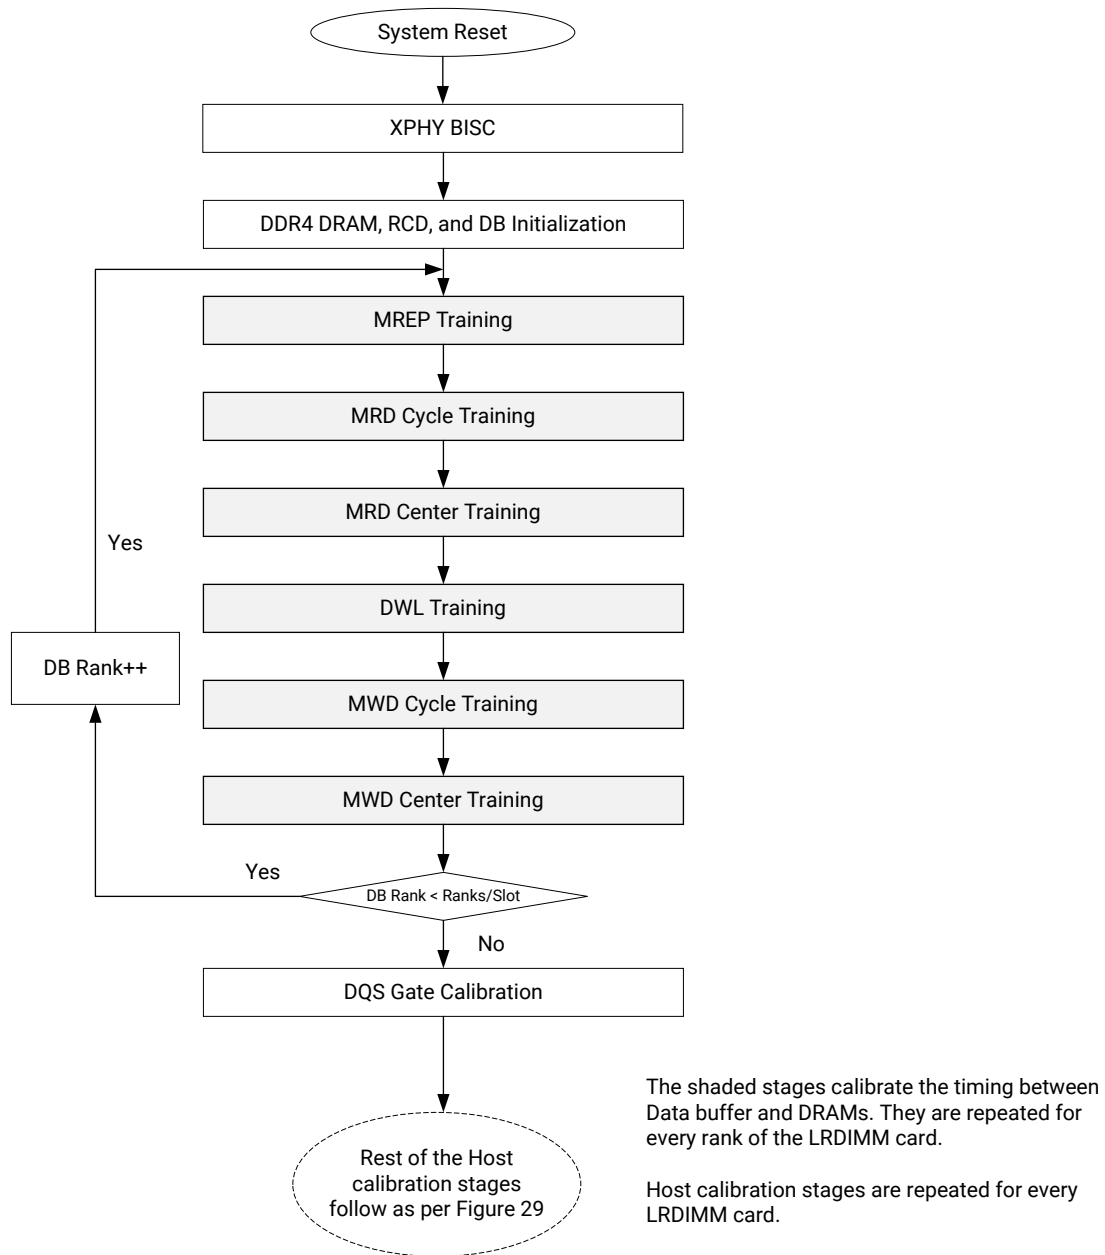 System Reset
XPHY BISC
DDR4 DRAM, RCD, and DB Initialization
MREP Training
MRD Cycle Training
MRD Center Training
Yes
DWL Training
DB Rank++
MWD Cycle Training
MWD Center Training
Yes
DB Rank < Ranks/Slot
No
DQS Gate Calibration
Rest of the Host
calibration stages
follow as per Figure 29
The shaded stages calibrate the timing between
Data buffer and DRAMs. They are repeated for
every rank of the LRDIMM card.
Host calibration stages are repeated for every
LRDIMM card.